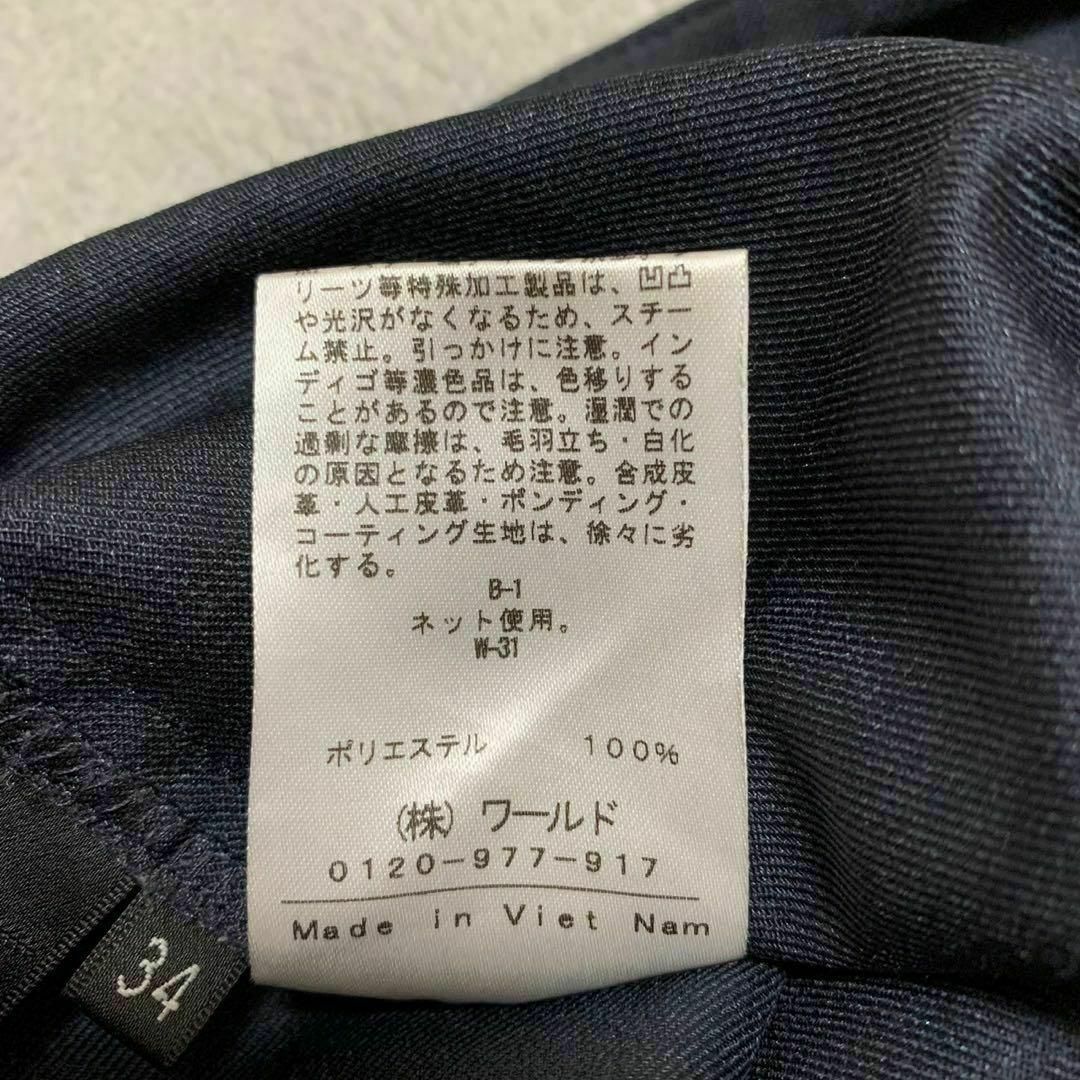 リーツ等特殊加工製品は、凹凸
や光沢がなくなるため、スチー
ム禁止。引っかけに注意。イン
ディゴ等濃色品は、色移りする
ことがあるので注意。湿潤での
過剰な摩擦は、毛羽立ち・白化
の原因となるため注意。合成皮
革・人工皮革・ボンディング・
コーティング生地は、徐々に劣
化する。
B-1
ネット使用。
W-31
ポリエステル 100%
(株)ワールド
0120-977-917
Made in Viet Nam
34